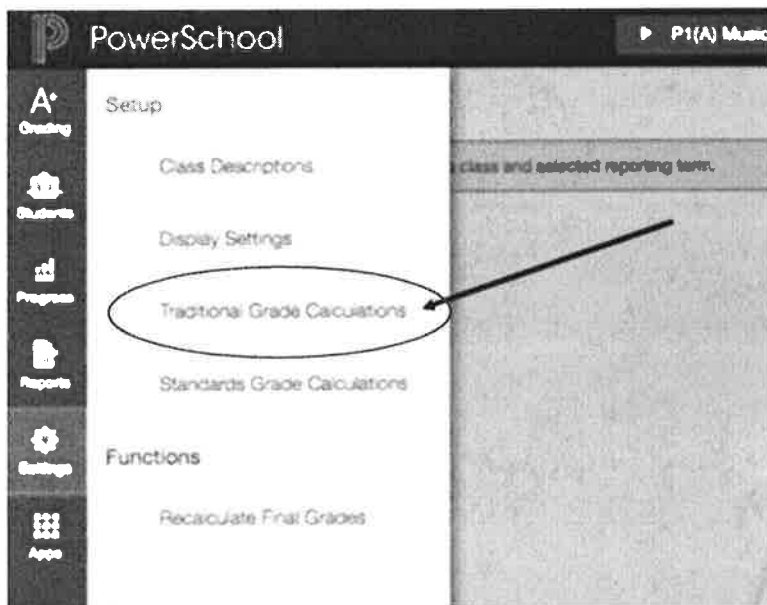 PowerSchool
P1(A) Music
A+
Grading
Students
Progress
Reports
Settings
Apps
Setup
Class Descriptions
Display Settings
Traditional Grade Calculations
Standards Grade Calculations
Functions
Recalculate Final Grades
class and selected reporting term.